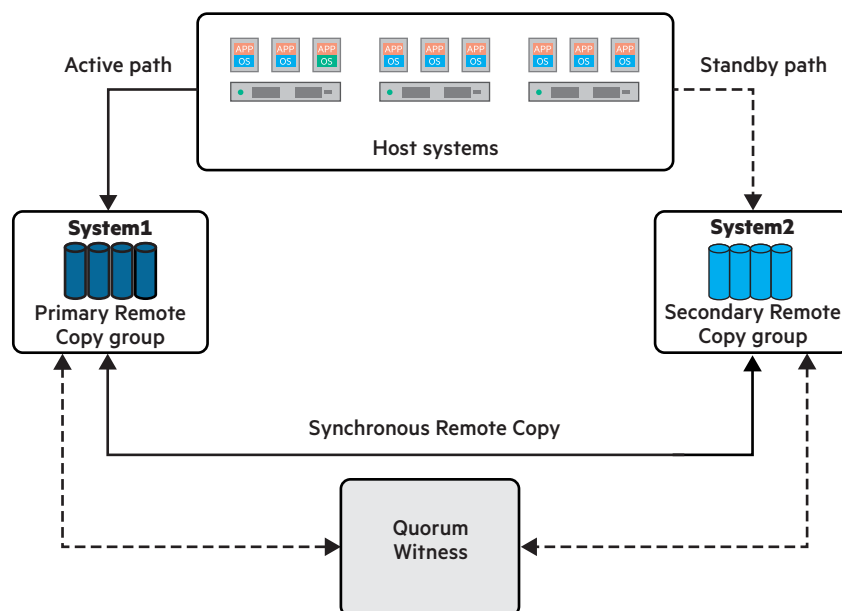 APP APP APP APP APP APP APP APP APP
OS OS OS OS OS OS OS OS OS
Active path
Standby path
Host systems
System1
Primary Remote
Copy group
System2
Secondary Remote
Copy group
Synchronous Remote Copy
Quorum
Witness